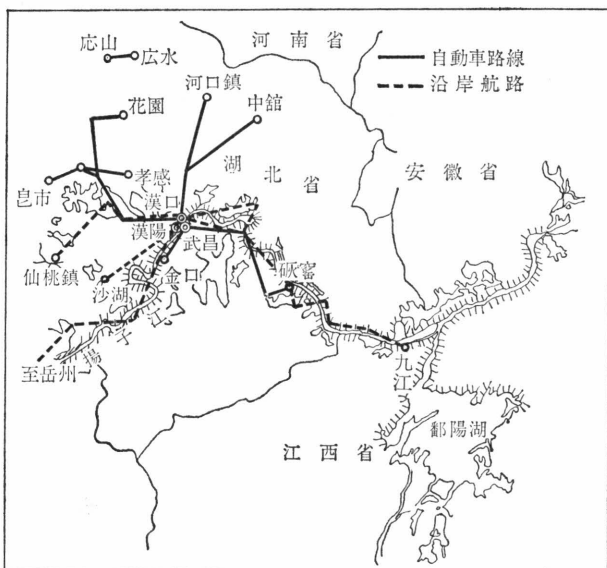 応山
広水
河南省
自動車路線
沿岸航路
河口鎮
中舘
花園
湖北省
安徽省
皀市
孝感
漢口
漢陽
武昌
仙桃鎮
沙湖
金口
磺窰
揚子江
至岳州
九江
鄱陽湖
江西省